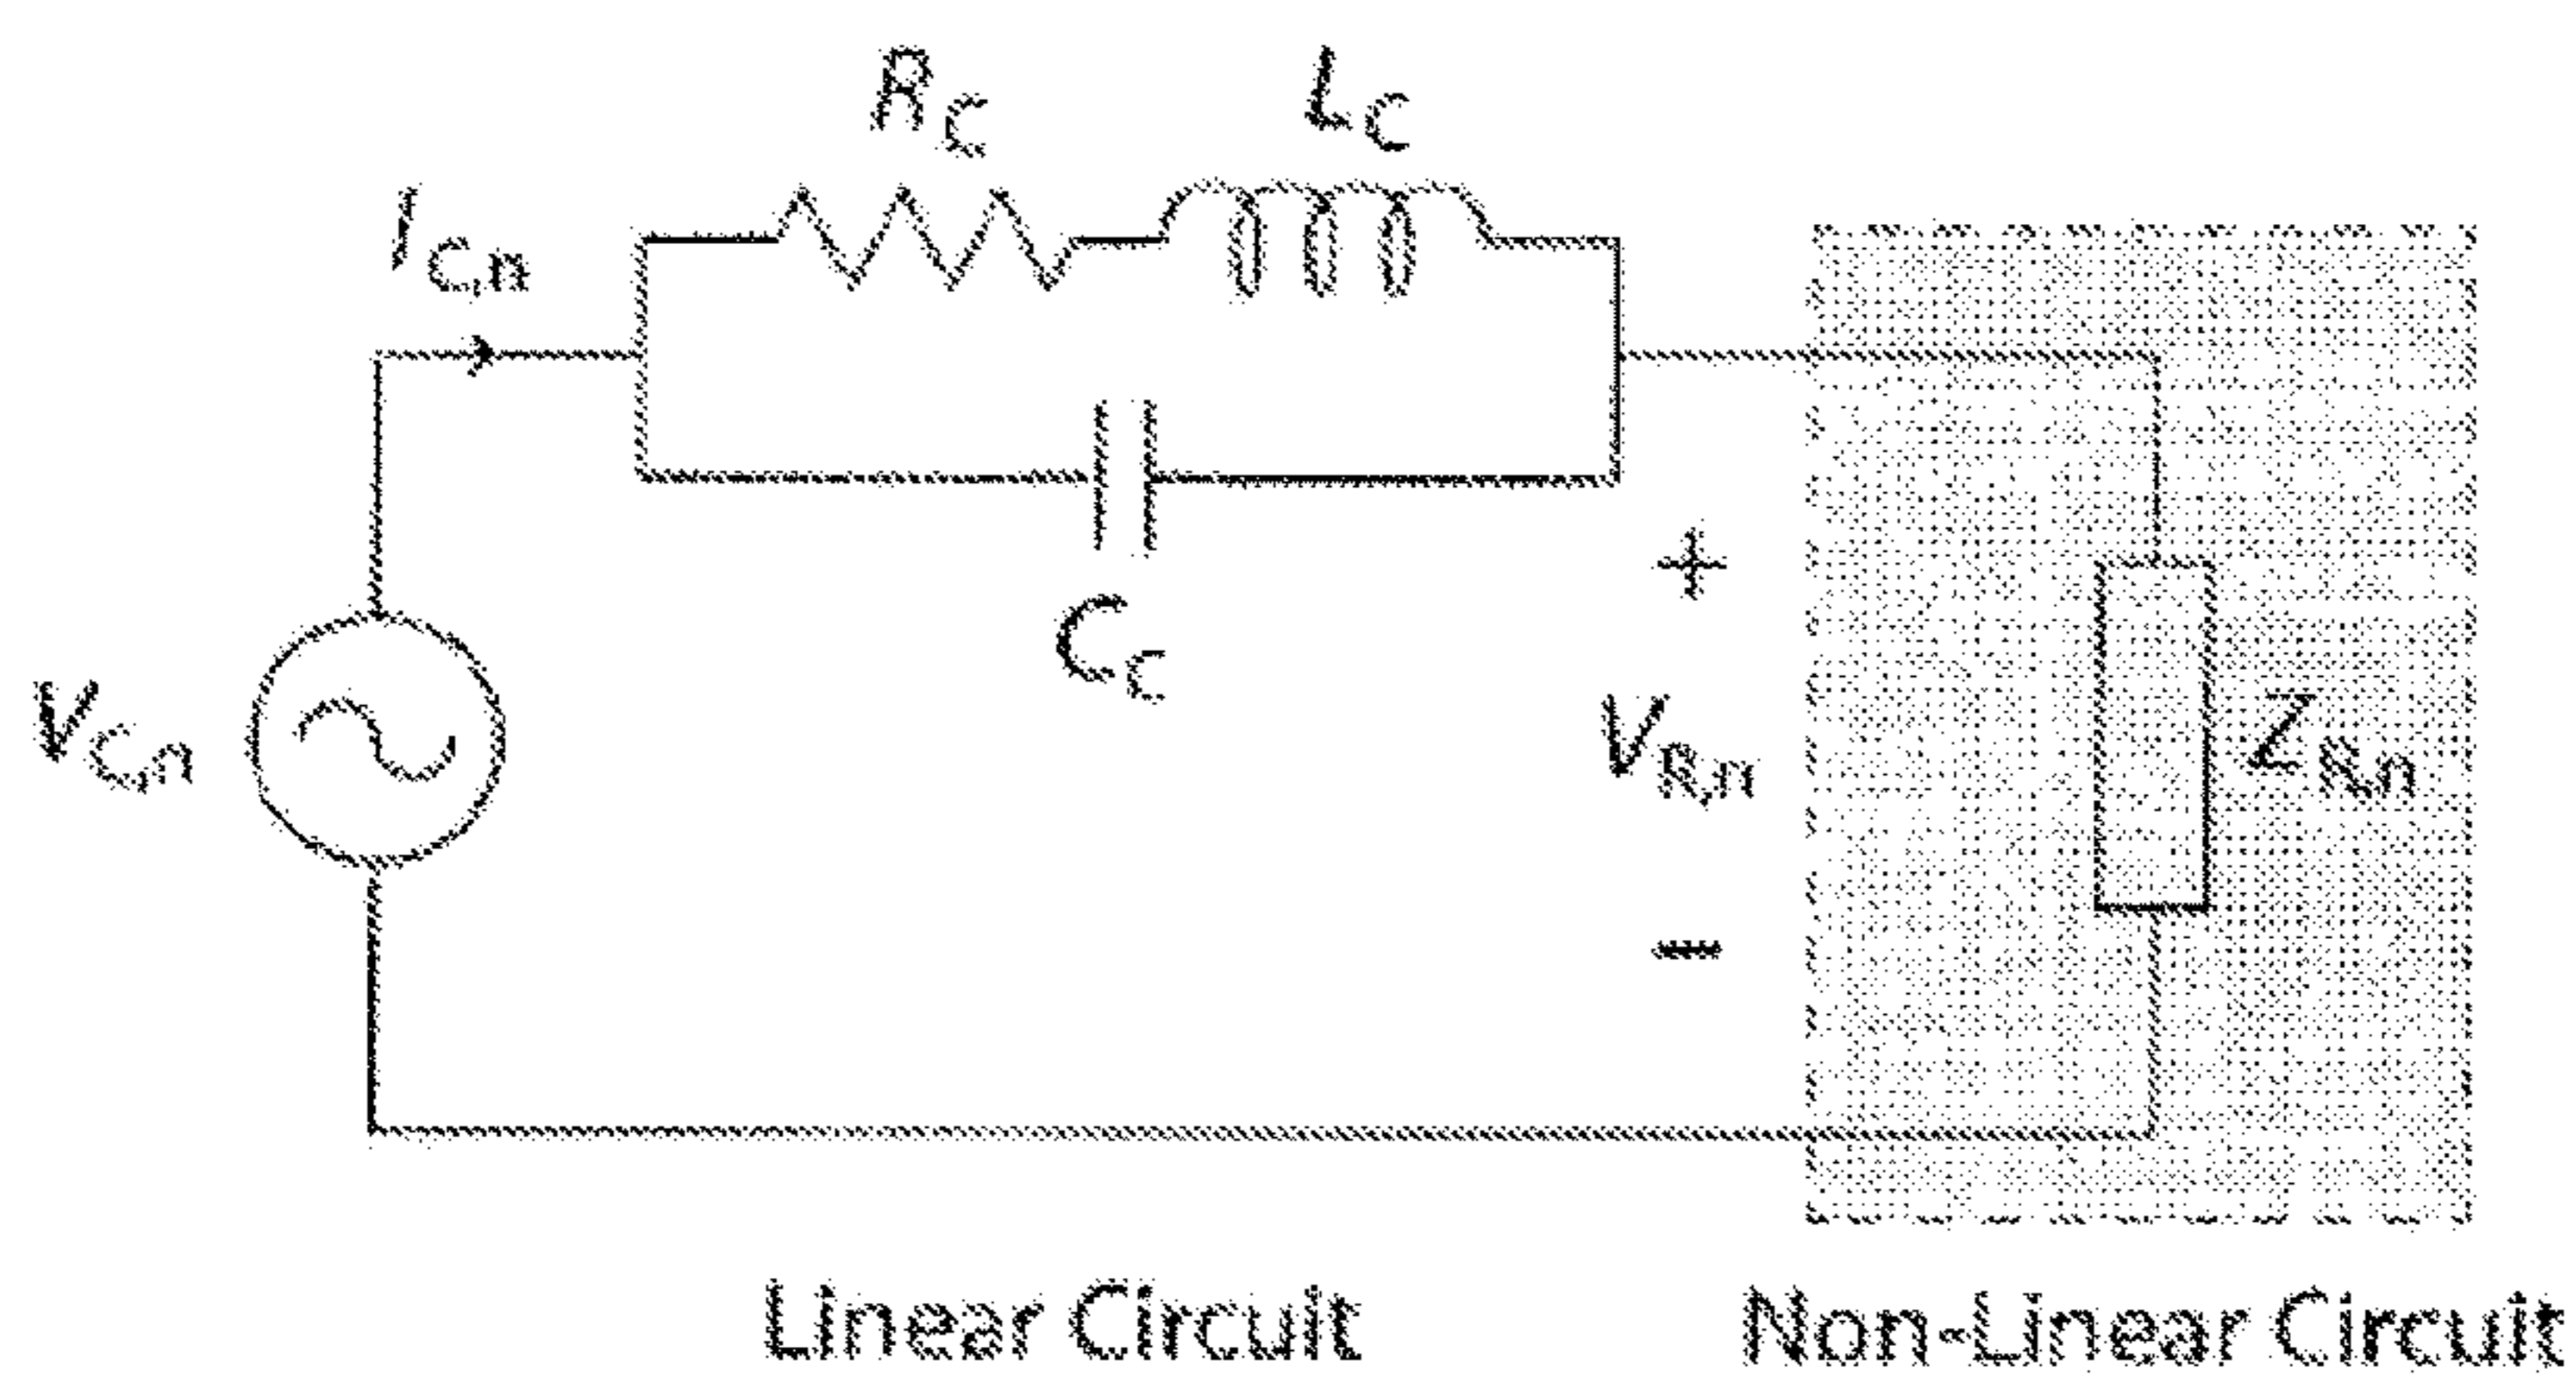 R_C
L_C
I_C,n
C_C
+
V_C,n
V_R,n
Z_R,n
−
Linear Circuit
Non-Linear Circuit